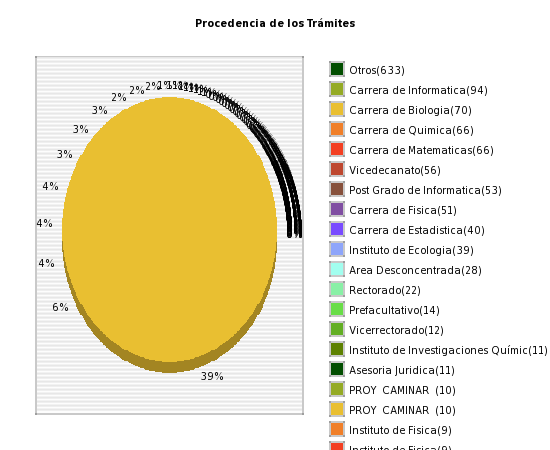 Procedencia de los Trámites
39%
6%
4%
4%
4%
3%
3%
3%
2%
2%
2%
Otros(633)
Carrera de Informatica(94)
Carrera de Biologia(70)
Carrera de Quimica(66)
Carrera de Matematicas(66)
Vicedecanato(56)
Post Grado de Informatica(53)
Carrera de Fisica(51)
Carrera de Estadistica(40)
Instituto de Ecologia(39)
Area Desconcentrada(28)
Rectorado(22)
Prefacultativo(14)
Vicerrectorado(12)
Instituto de Investigaciones Químic(11)
Asesoria Juridica(11)
PROY  CAMINAR  (10)
PROY  CAMINAR  (10)
Instituto de Fisica(9)
Instituto de Fisica(9)